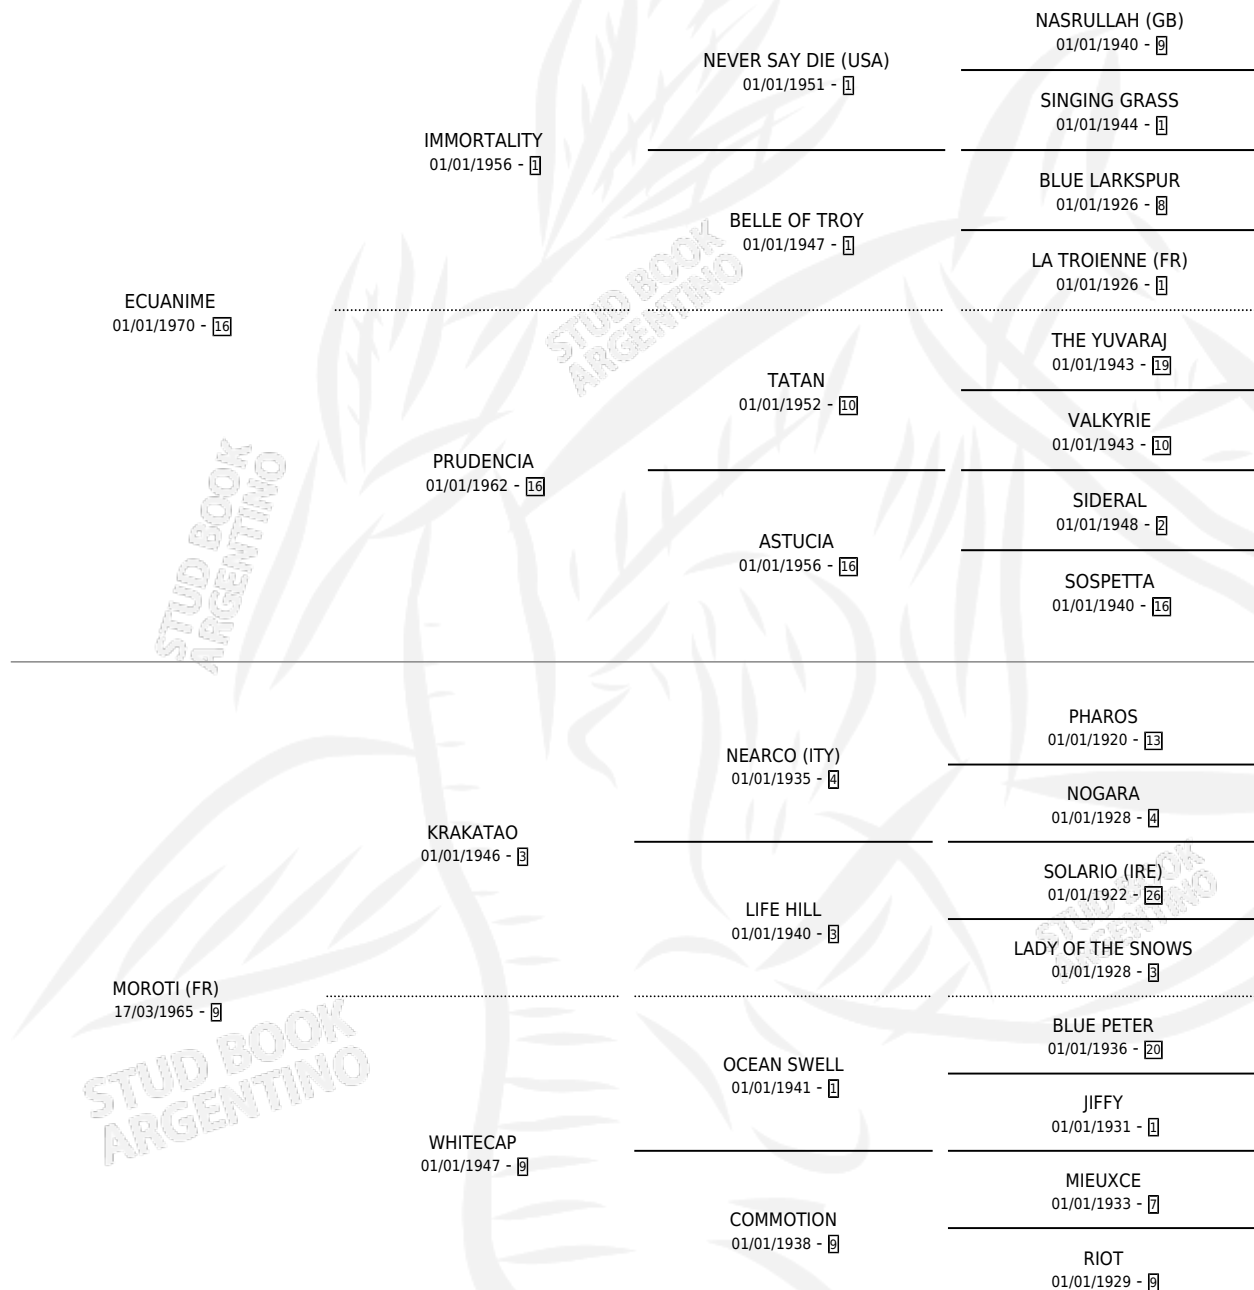 NASRULLAH (GB)
01/01/1940 - 9
NEVER SAY DIE (USA)
01/01/1951 - 1
SINGING GRASS
01/01/1944 - 1
IMMORTALITY
01/01/1956 - 1
BLUE LARKSPUR
01/01/1926 - 8
BELLE OF TROY
01/01/1947 - 1
LA TROIENNE (FR)
01/01/1926 - 1
ECUANIME
01/01/1970 - 16
THE YUVARAJ
01/01/1943 - 19
TATAN
01/01/1952 - 10
VALKYRIE
01/01/1943 - 10
PRUDENCIA
01/01/1962 - 16
SIDERAL
01/01/1948 - 2
ASTUCIA
01/01/1956 - 16
SOSPETTA
01/01/1940 - 16
PHAROS
01/01/1920 - 13
NEARCO (ITY)
01/01/1935 - 4
NOGARA
01/01/1928 - 4
KRAKATAO
01/01/1946 - 3
SOLARIO (IRE)
01/01/1922 - 26
LIFE HILL
01/01/1940 - 3
LADY OF THE SNOWS
01/01/1928 - 3
MOROTI (FR)
17/03/1965 - 9
BLUE PETER
01/01/1936 - 20
OCEAN SWELL
01/01/1941 - 1
JIFFY
01/01/1931 - 1
WHITECAP
01/01/1947 - 9
MIEUXCE
01/01/1933 - 7
COMMOTION
01/01/1938 - 9
RIOT
01/01/1929 - 9
STUD BOOK
ARGENTINO
STUD BOOK
ARGENTINO
STUD BOOK
ARGENTINO
STUD BOOK
ARGENTINO